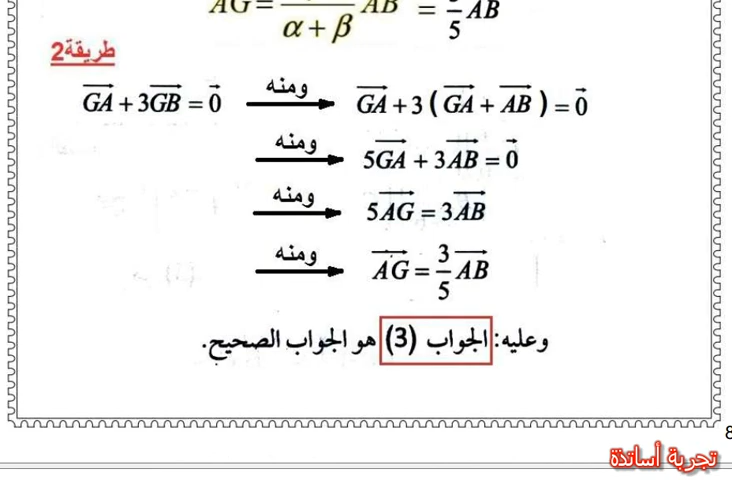 AG = α + β AB = 5 AB
طريقة2
GA + 3GB = 0 ومنه GA + 3 ( GA + AB ) = 0
ومنه 5GA + 3AB = 0
ومنه 5AG = 3AB
ومنه AG = 3/5 AB
وعليه: الجواب (3) هو الجواب الصحيح.
8
تجربة أساتذة